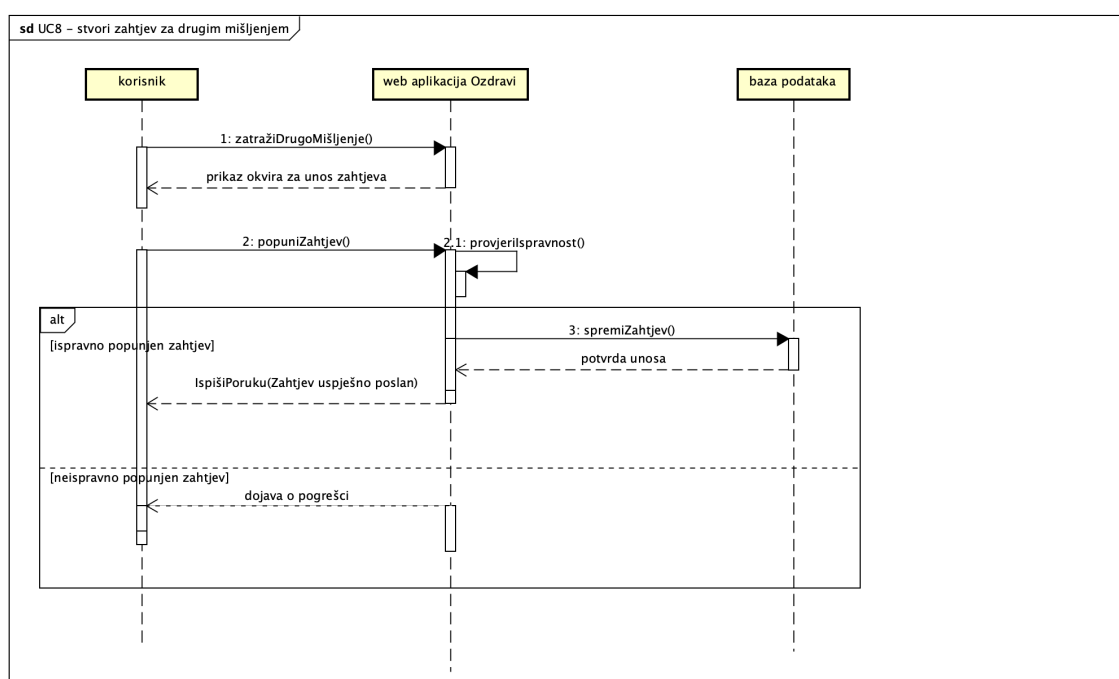 sd UC8 – stvori zahtjev za drugim mišljenjem
korisnik
web aplikacija Ozdravi
baza podataka
1: zatražiDrugoMišljenje()
prikaz okvira za unos zahtjeva
2: popuniZahtjev()
2.1: provjeriIspravnost()
alt
3: spremiZahtjev()
[ispravno popunjen zahtjev]
potvrda unosa
IspišiPoruku(Zahtjev uspješno poslan)
[neispravno popunjen zahtjev]
dojava o pogrešci